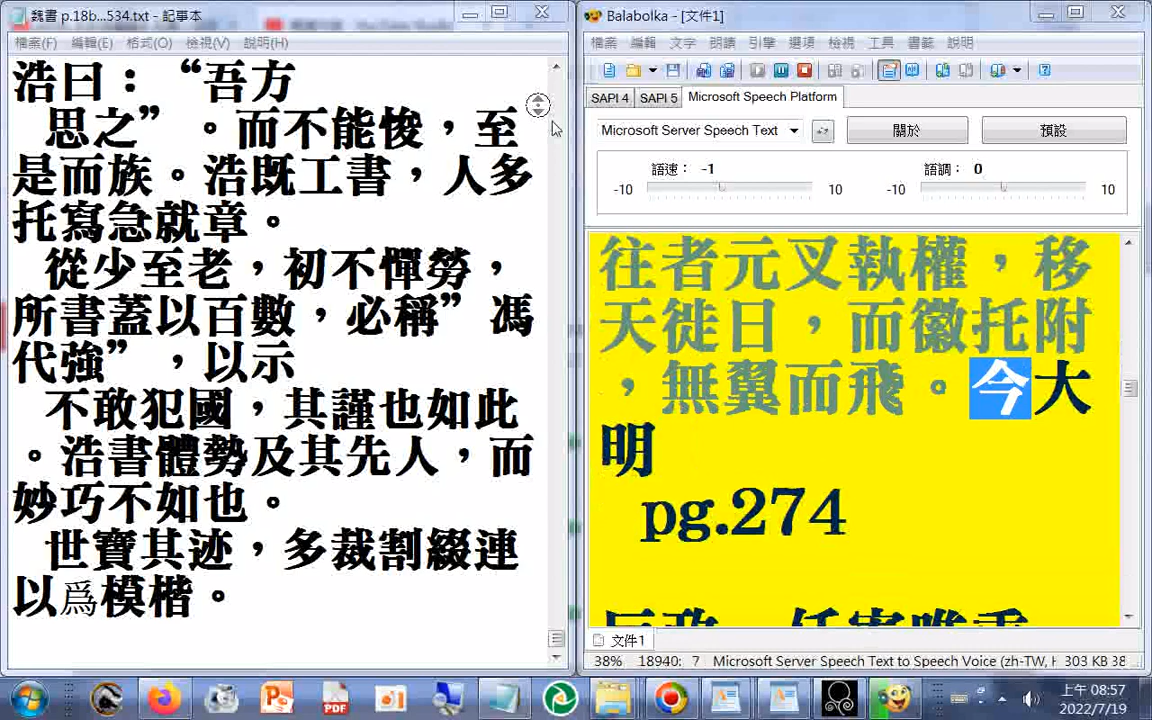 魏書 p.18b...534.txt - 記事本
檔案(F) 編輯(E) 格式(O) 檢視(V) 說明(H)
浩曰：“吾方
思之”。而不能悛，至
是而族。浩既工書，人多
托寫急就章。
從少至老，初不憚勞，
所書蓋以百數，必稱”馮
代強”，以示
不敢犯國，其謹也如此
。浩書體勢及其先人，而
妙巧不如也。
世寶其迹，多裁割綴連
以爲模楷。
Balabolka - [文件1]
檔案 編輯 文字 朗讀 引擎 選項 檢視 工具 書籤 說明
SAPI 4 SAPI 5 Microsoft Speech Platform
Microsoft Server Speech Text 關於 預設
語速： -1 語調： 0
-10 10 -10 10
往者元叉執權，移
天徙日，而徽托附
，無翼而飛。今大
明
pg.274
文件1
38% 18940: 7 Microsoft Server Speech Text to Speech Voice (zh-TW, H 303 KB 38
上午 08:57
2022/7/19